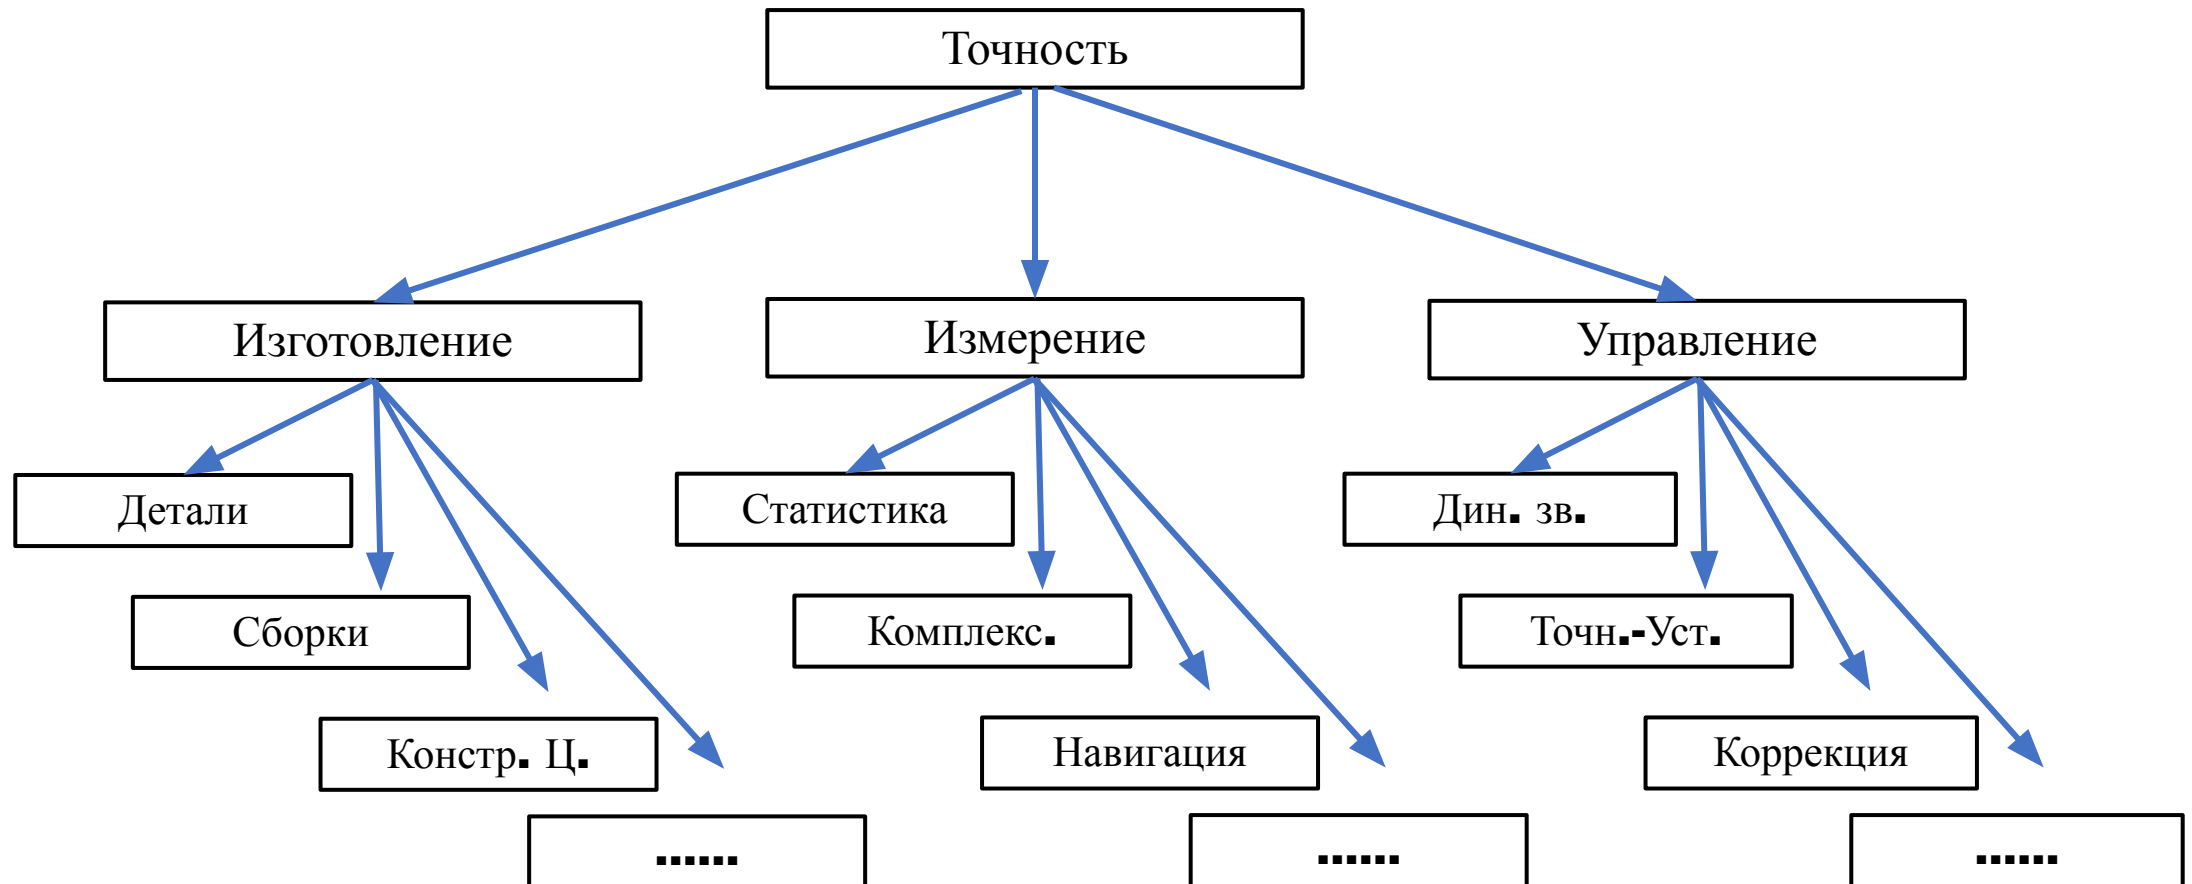 Точность
Изготовление
Измерение
Управление
Детали
Статистика
Дин. зв.
Сборки
Комплекс.
Точн.-Уст.
Констр. Ц.
Навигация
Коррекция
......
......
......